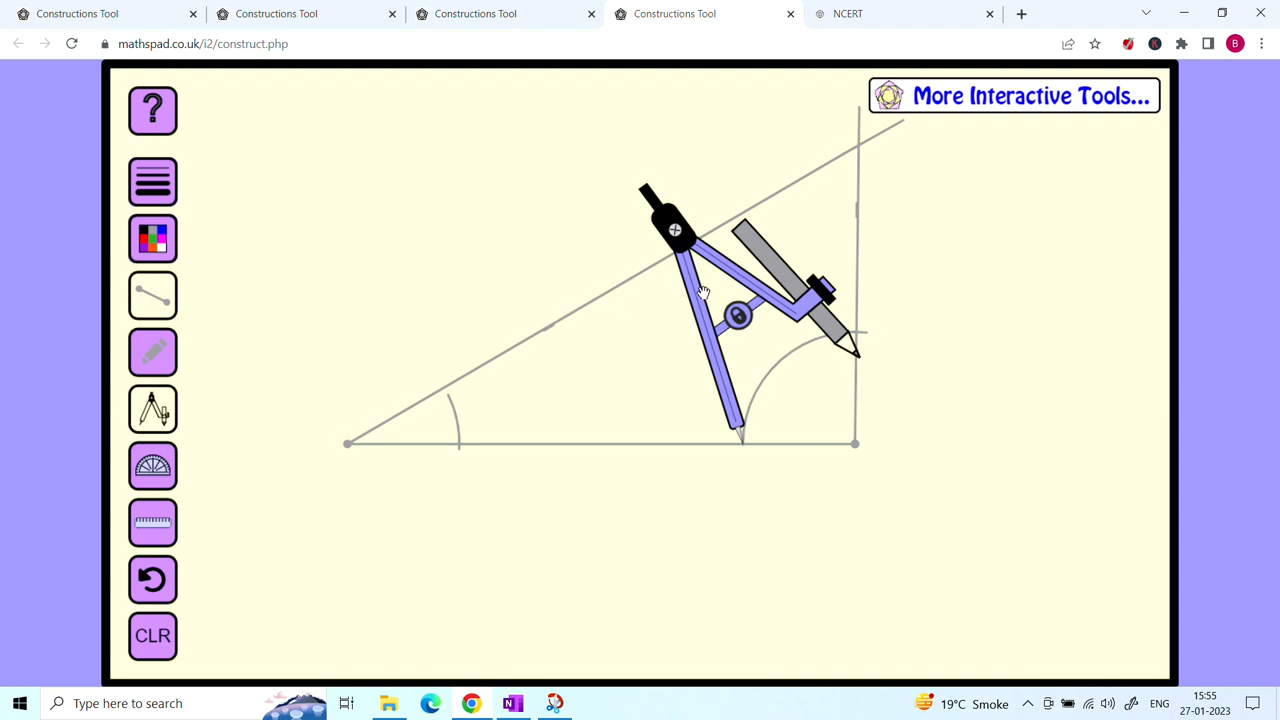 Constructions Tool
Constructions Tool
Constructions Tool
Constructions Tool
NCERT
mathspad.co.uk/i2/construct.php
B
?
More Interactive Tools...
CLR
Type here to search
N
19°C Smoke
ENG
15:55
27-01-2023